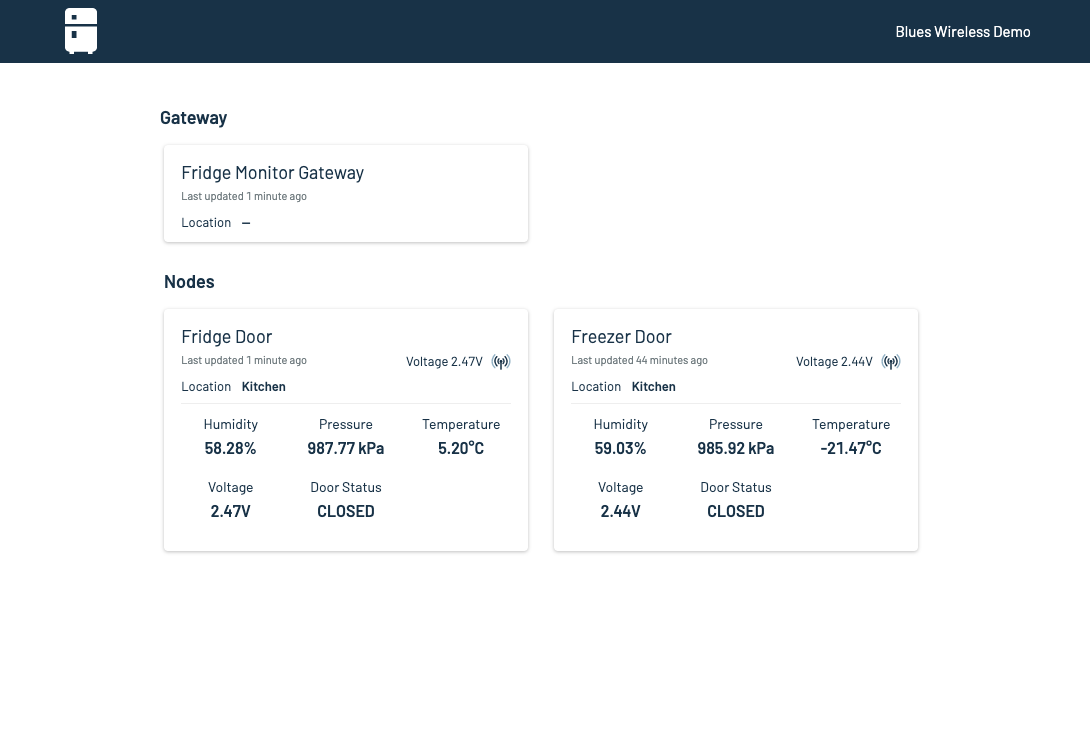 Blues Wireless Demo
Gateway
Fridge Monitor Gateway
Last updated 1 minute ago
Location –
Nodes
Fridge Door
Last updated 1 minute ago
Voltage 2.47V
Location Kitchen
Humidity Pressure Temperature
58.28% 987.77 kPa 5.20°C
Voltage Door Status
2.47V CLOSED
Freezer Door
Last updated 44 minutes ago
Voltage 2.44V
Location Kitchen
Humidity Pressure Temperature
59.03% 985.92 kPa -21.47°C
Voltage Door Status
2.44V CLOSED